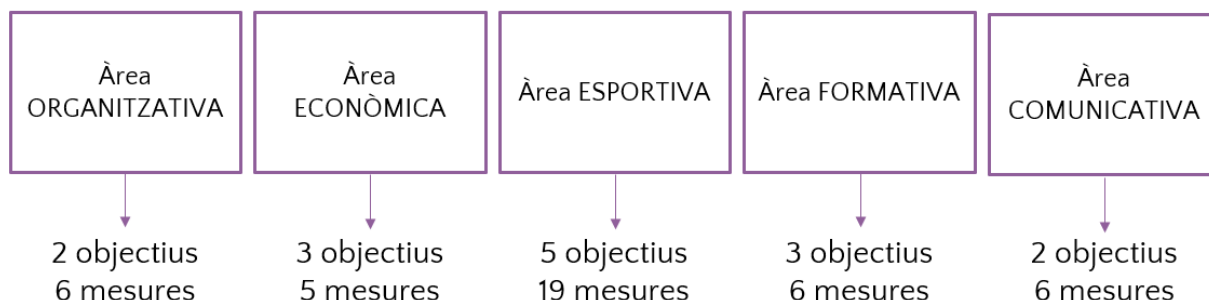 Àrea
ORGANITZATIVA
Àrea
ECONÒMICA
Àrea ESPORTIVA
Àrea FORMATIVA
Àrea
COMUNICATIVA
2 objectius
6 mesures
3 objectius
5 mesures
5 objectius
19 mesures
3 objectius
6 mesures
2 objectius
6 mesures